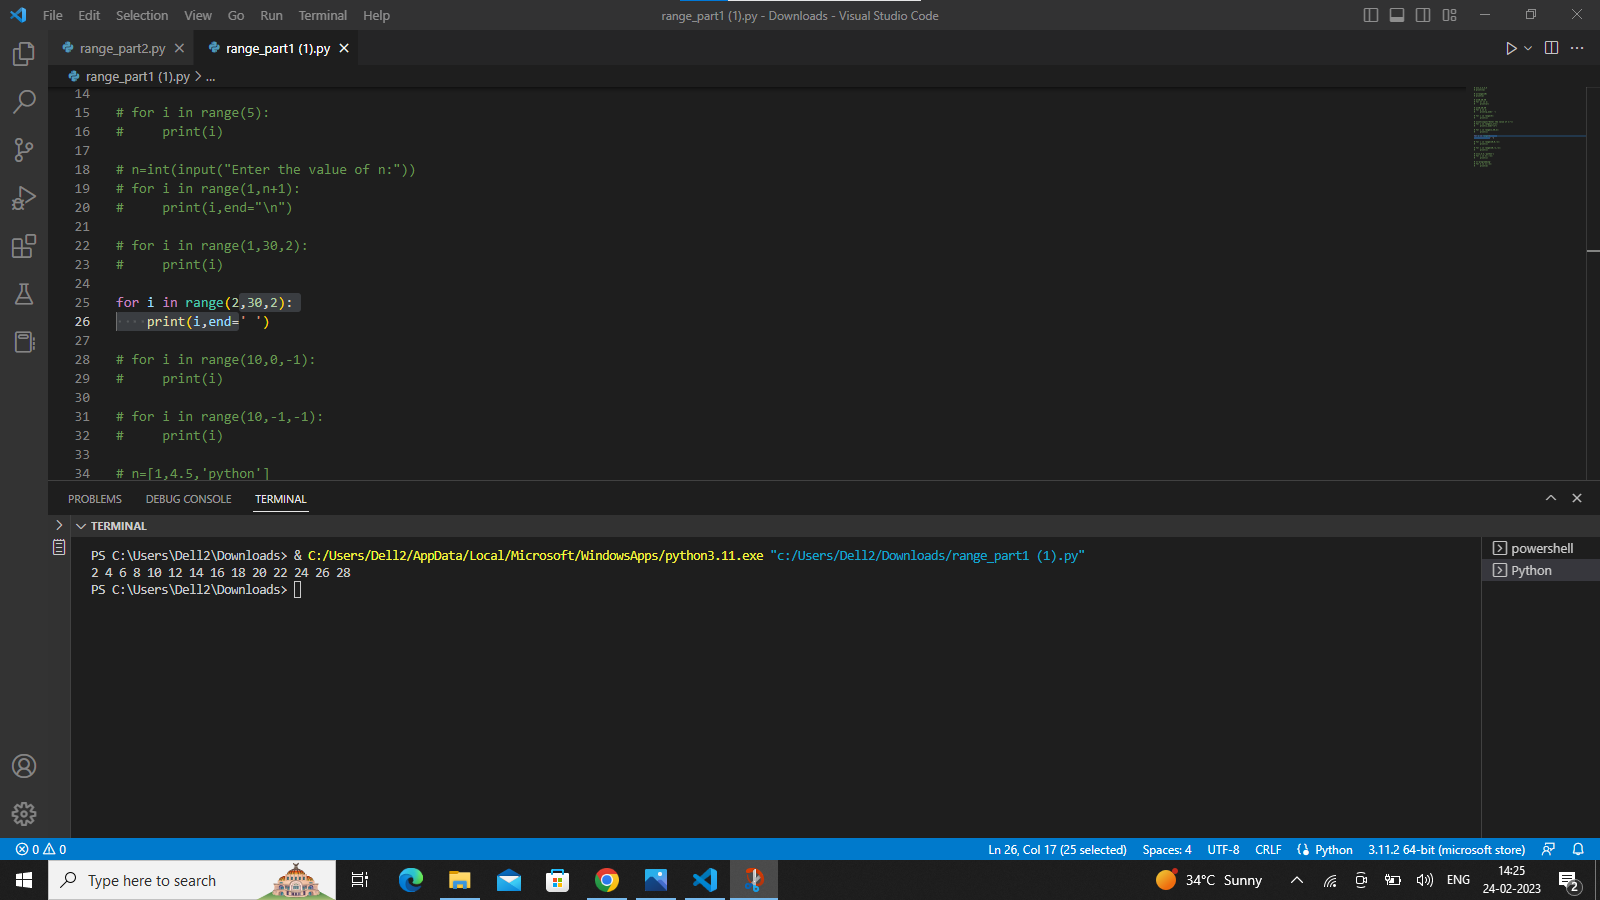 File Edit Selection View Go Run Terminal Help
range_part1 (1).py - Downloads - Visual Studio Code
range_part2.py
range_part1 (1).py
range_part1 (1).py > ...
14
15 # for i in range(5):
16 #     print(i)
17
18 # n=int(input("Enter the value of n:"))
19 # for i in range(1,n+1):
20 #     print(i,end="\n")
21
22 # for i in range(1,30,2):
23 #     print(i)
24
25 for i in range(2,30,2):
26     print(i,end=' ')
27
28 # for i in range(10,0,-1):
29 #     print(i)
30
31 # for i in range(10,-1,-1):
32 #     print(i)
33
34 # n=[1,4.5,'python']
PROBLEMS DEBUG CONSOLE TERMINAL
TERMINAL
PS C:\Users\Dell2\Downloads> & C:/Users/Dell2/AppData/Local/Microsoft/WindowsApps/python3.11.exe "c:/Users/Dell2/Downloads/range_part1 (1).py"
2 4 6 8 10 12 14 16 18 20 22 24 26 28
PS C:\Users\Dell2\Downloads>
powershell
Python
0 0
Ln 26, Col 17 (25 selected) Spaces: 4 UTF-8 CRLF Python 3.11.2 64-bit (microsoft store)
Type here to search
34°C Sunny
ENG
14:25
24-02-2023
2